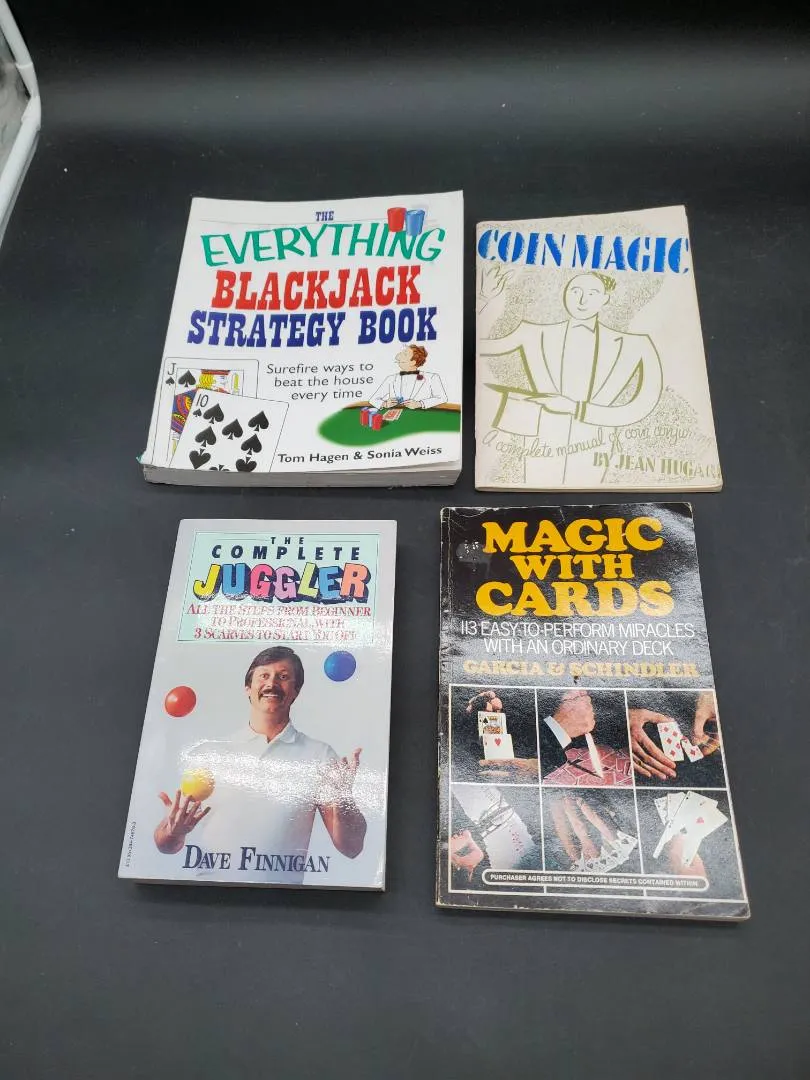 THE
EVERYTHING
BLACKJACK
STRATEGY BOOK
Surefire ways to
beat the house
every time
J
10
Tom Hagen & Sonia Weiss
COIN MAGIC
A complete manual of coin
BY JEAN HUGARD
THE
COMPLETE
JUGGLER
ALL THE STEPS FROM BEGINNER
TO PROFESSIONAL, WITH
3 SCARVES TO START YOU OFF
DAVE FINNIGAN
MAGIC
WITH
CARDS
113 EASY-TO-PERFORM MIRACLES
WITH AN ORDINARY DECK
GARCIA & SCHINDLER
PURCHASER AGREES NOT TO DISCLOSE SECRETS CONTAINED WITHIN.